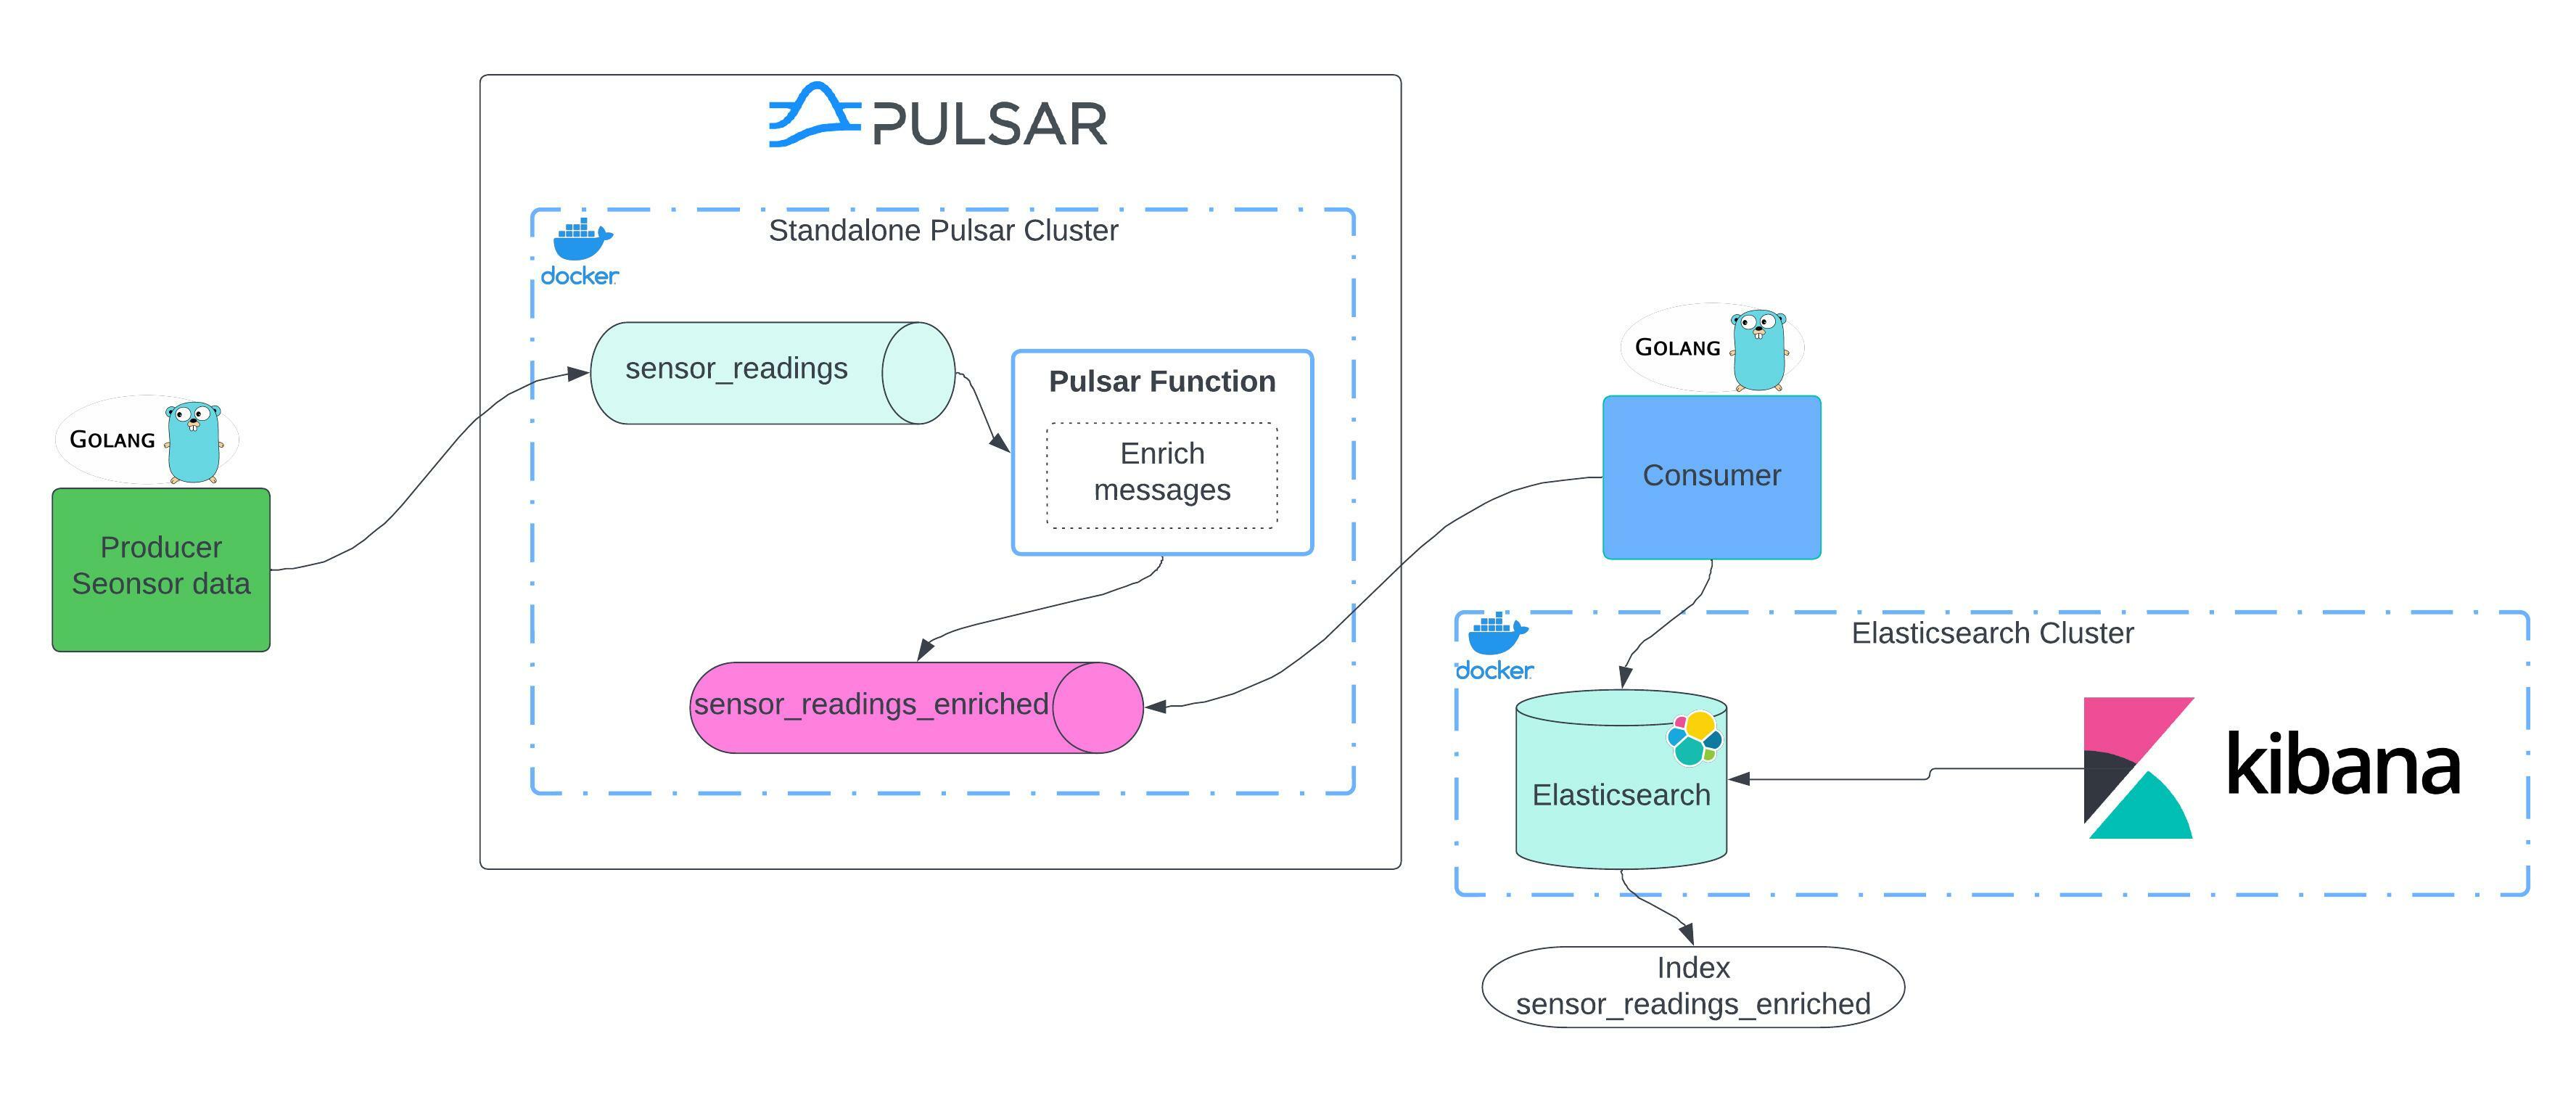 PULSAR
Standalone Pulsar Cluster
docker
sensor_readings
Pulsar Function
Enrich
messages
sensor_readings_enriched
GOLANG
Producer
Seonsor data
GOLANG
Consumer
docker
Elasticsearch Cluster
Elasticsearch
kibana
Index
sensor_readings_enriched